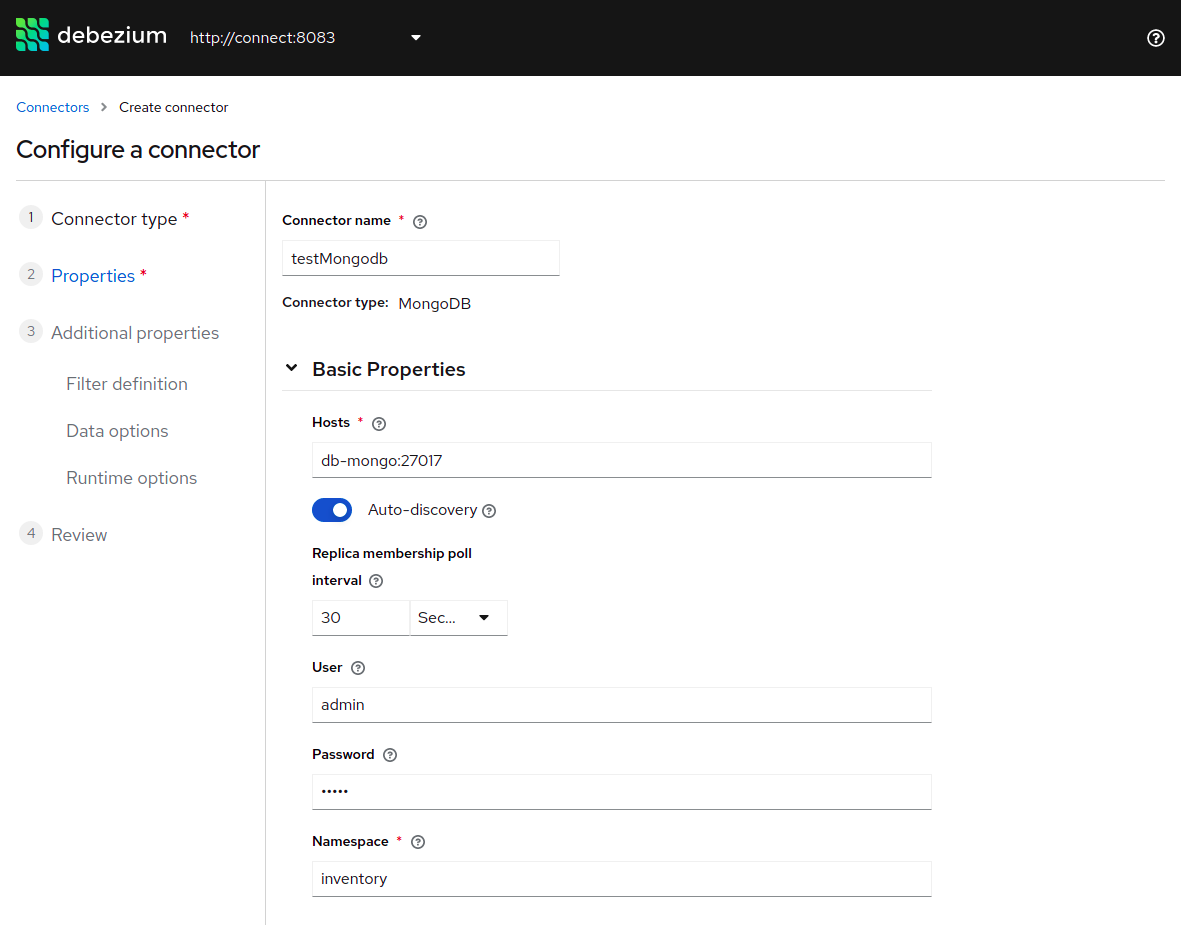 debezium http://connect:8083
Connectors > Create connector
Configure a connector
1 Connector type *
2 Properties *
3 Additional properties
Filter definition
Data options
Runtime options
4 Review
Connector name *
testMongodb
Connector type: MongoDB
Basic Properties
Hosts *
db-mongo:27017
Auto-discovery
Replica membership poll
interval
30 Sec...
User
admin
Password
•••••
Namespace *
inventory